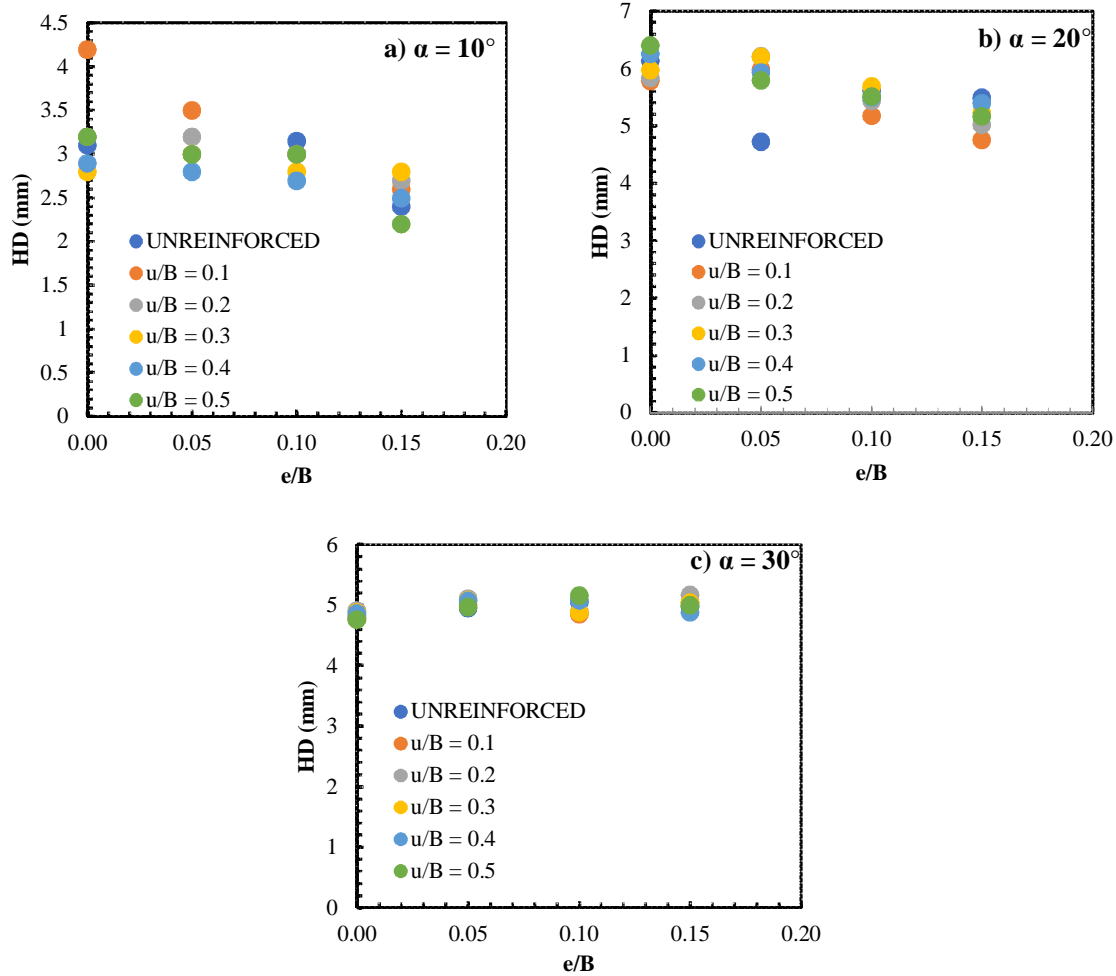 a) α = 10°
4.5
4
3.5
3
2.5
2
1.5
1
0.5
0
HD (mm)
UNREINFORCED
u/B = 0.1
u/B = 0.2
u/B = 0.3
u/B = 0.4
u/B = 0.5
0.00 0.05 0.10 0.15 0.20
e/B
b) α = 20°
7
6
5
4
3
2
1
0
HD (mm)
UNREINFORCED
u/B = 0.1
u/B = 0.2
u/B = 0.3
u/B = 0.4
u/B = 0.5
0.00 0.05 0.10 0.15 0.20
e/B
c) α = 30°
6
5
4
3
2
1
0
HD (mm)
UNREINFORCED
u/B = 0.1
u/B = 0.2
u/B = 0.3
u/B = 0.4
u/B = 0.5
0.00 0.05 0.10 0.15 0.20
e/B